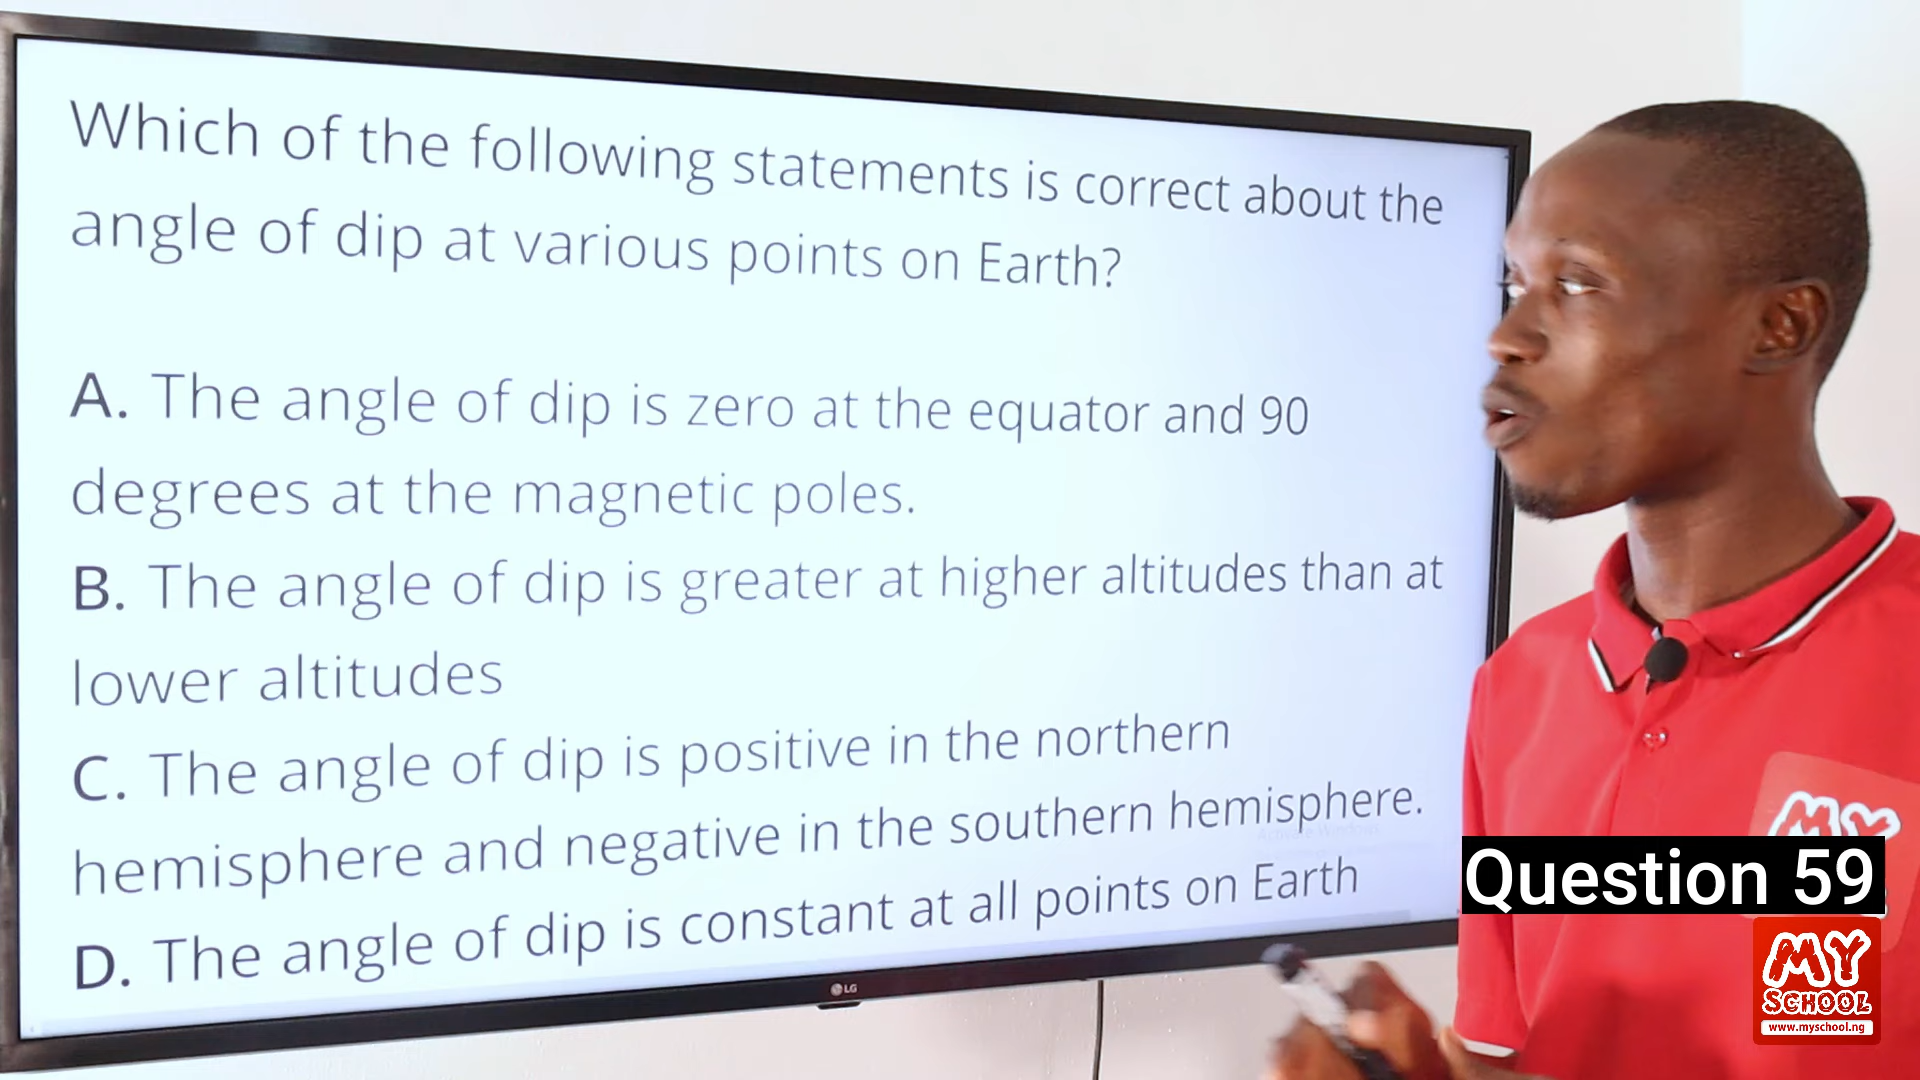 Which of the following statements is correct about the
angle of dip at various points on Earth?
A. The angle of dip is zero at the equator and 90
degrees at the magnetic poles.
B. The angle of dip is greater at higher altitudes than at
lower altitudes
C. The angle of dip is positive in the northern
hemisphere and negative in the southern hemisphere.
Activate Windows
D. The angle of dip is constant at all points on Earth
LG
MY
Question 59
MY
SCHOOL
www.myschool.ng